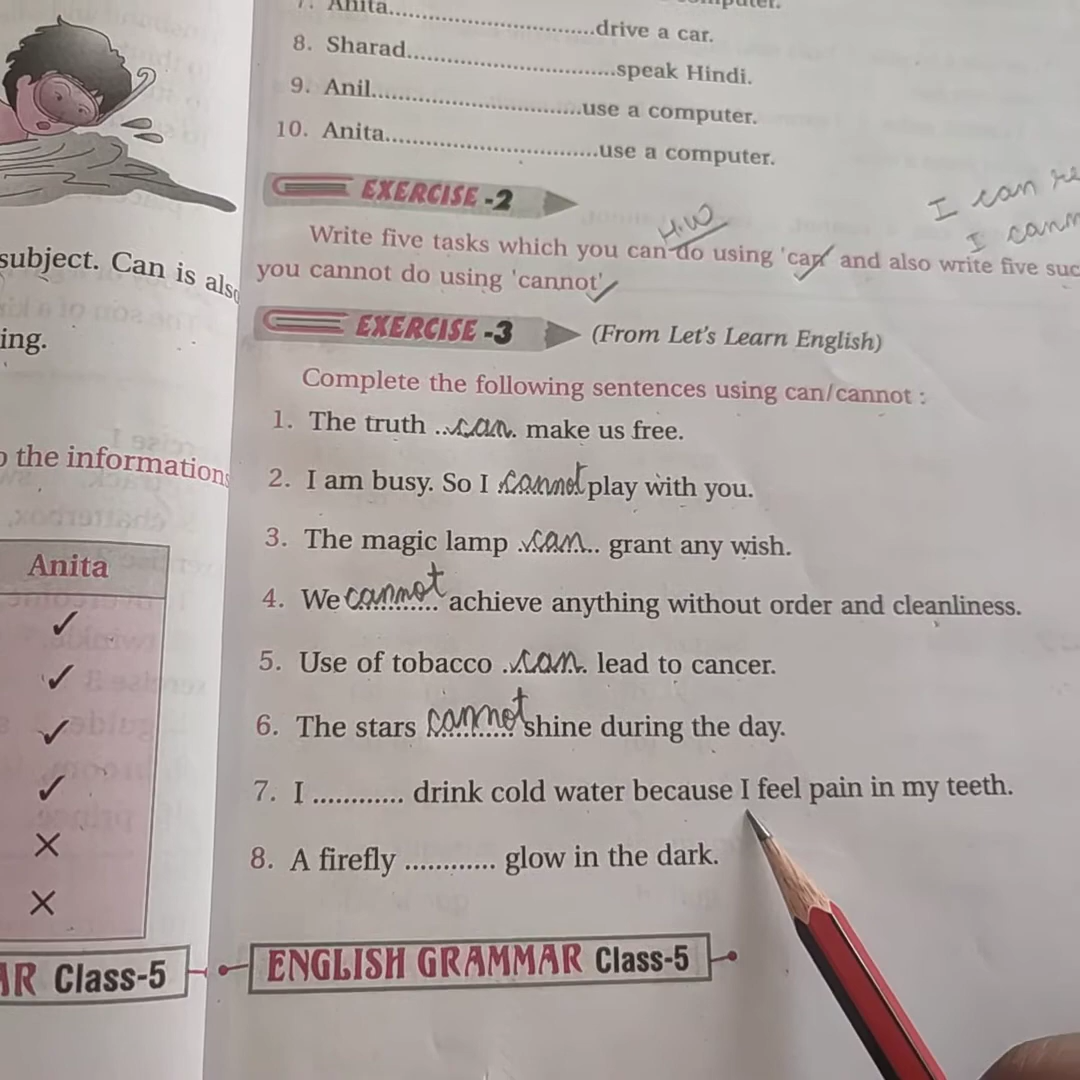 subject. Can is also
ing.
the informations
Anita
AR Class-5
7. Anita..............................drive a car.
8. Sharad..............................speak Hindi.
9. Anil..............................use a computer.
10. Anita..............................use a computer.
EXERCISE -2
I can
I
H.W
Write five tasks which you can do using 'can' and also write five suc
you cannot do using 'cannot'
EXERCISE -3 (From Let's Learn English)
Complete the following sentences using can/cannot :
1. The truth ..can. make us free.
2. I am busy. So I .cannot play with you.
3. The magic lamp ..can.. grant any wish.
4. We cannot achieve anything without order and cleanliness.
5. Use of tobacco ..can. lead to cancer.
6. The stars cannot shine during the day.
7. I ............ drink cold water because I feel pain in my teeth.
8. A firefly ............ glow in the dark.
ENGLISH GRAMMAR Class-5